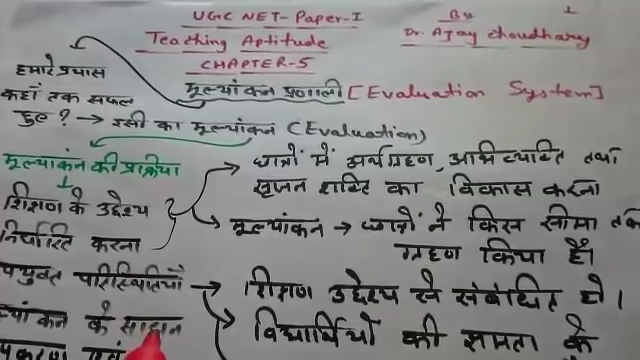 UGC NET - Paper - I
By
Teaching Aptitude
Dr. Ajay choudhary
CHAPTER-5
मूल्यांकन प्रणाली [Evaluation System]
हमारे प्रयास
कहाँ तक सफल
हुए ? → इसी का मूल्यांकन (Evaluation)
मूल्यांकन की प्रक्रिया
शिक्षण के उद्देश्य
निर्धारित करना
छात्रों में अर्थग्रहण, अभिव्यक्ति तथा
सृजन शक्ति का विकास करना
मूल्यांकन → छात्रों ने किस सीमा तक
ग्रहण किया है।
परिस्थितियाँ
शिक्षण उद्देश्य से संबंधित हो।
के साधन
विद्यार्थियों की क्षमता के
एवं